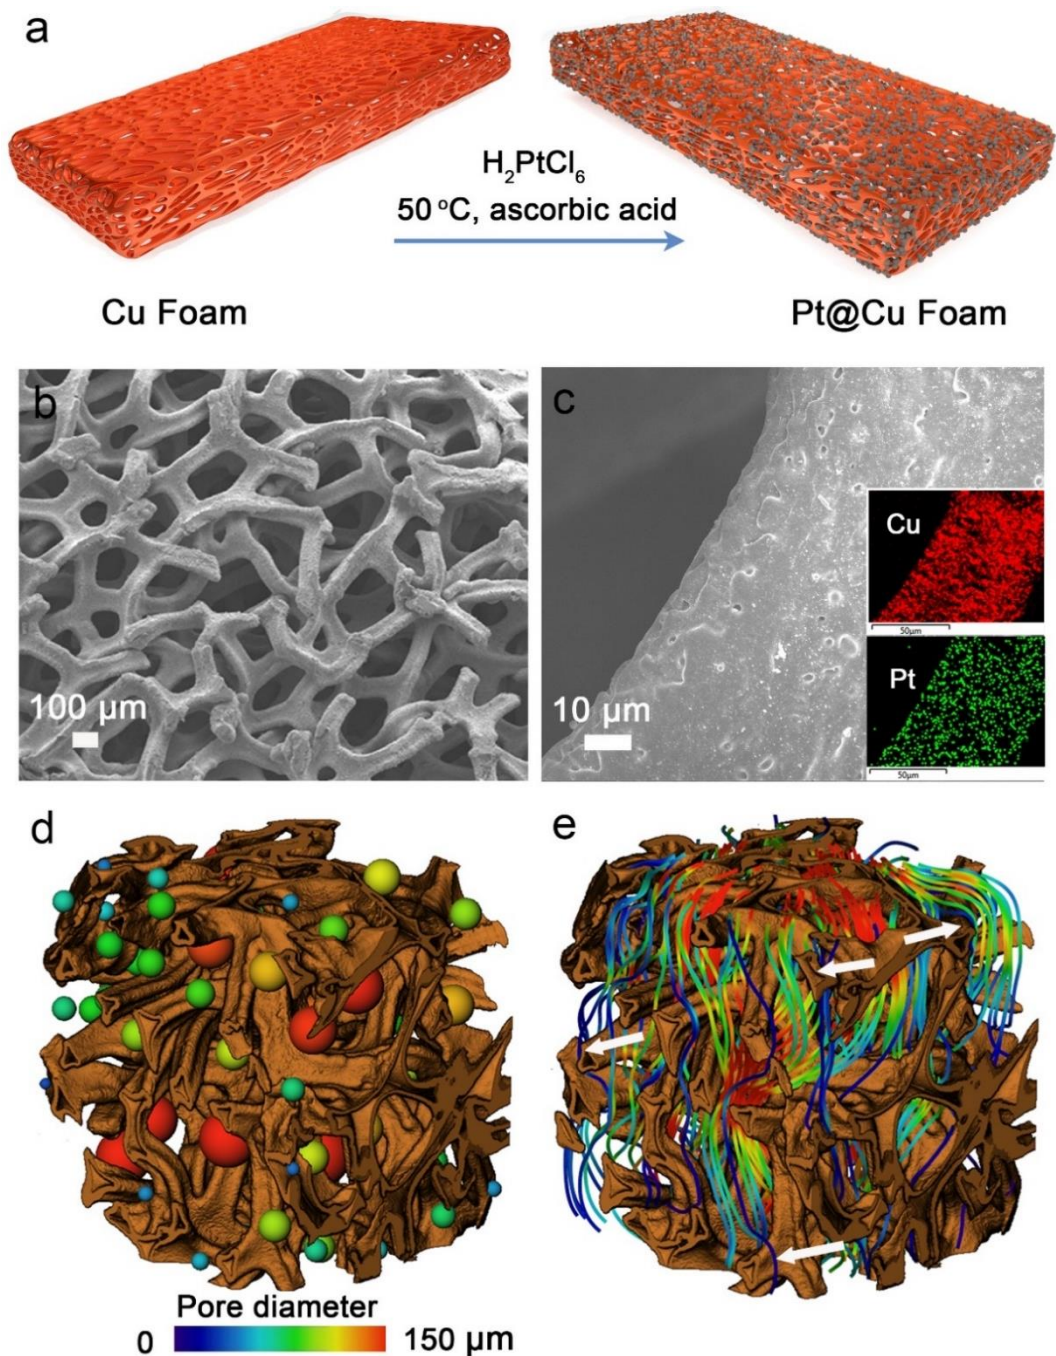 a
H₂PtCl₆
50 °C, ascorbic acid
Cu Foam
Pt@Cu Foam
b
100 µm
c
10 µm
Cu
50µm
Pt
50µm
d
e
Pore diameter
0
150 µm